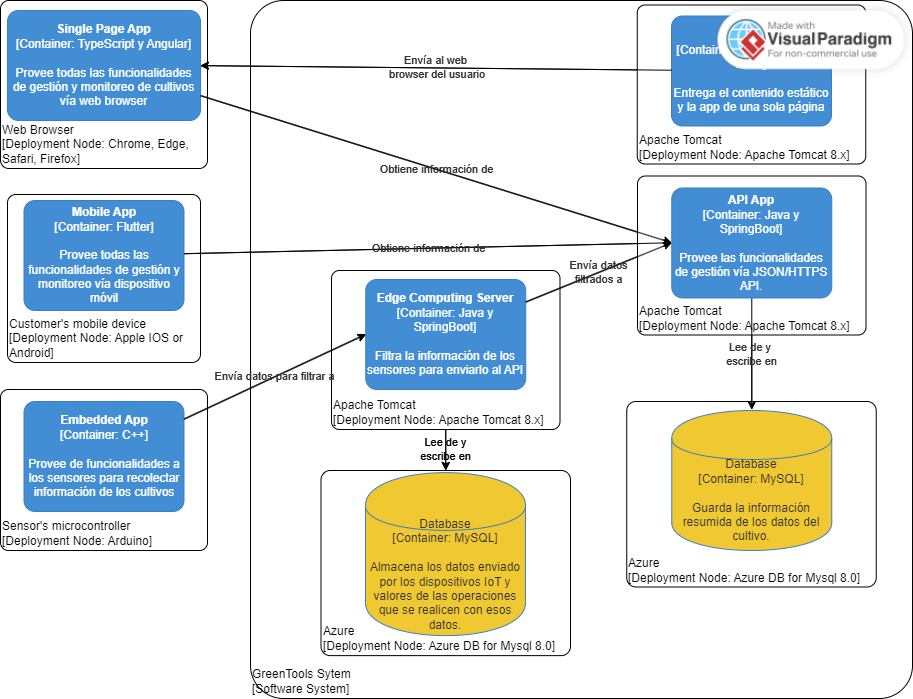 Single Page App
[Container: TypeScript y Angular]
Provee todas las funcionalidades
de gestión y monitoreo de cultivos
vía web browser
Web Browser
[Deployment Node: Chrome, Edge,
Safari, Firefox]
Envía al web
browser del usuario
Made with
VisualParadigm
For non-commercial use
Entrega el contenido estático
y la app de una sola página
Apache Tomcat
[Deployment Node: Apache Tomcat 8.x]
Obtiene información de
Mobile App
[Container: Flutter]
Provee todas las
funcionalidades de gestión y
monitoreo vía dispositivo
móvil
Customer's mobile device
[Deployment Node: Apple IOS or
Android]
Obtiene información de
API App
[Container: Java y
SpringBoot]
Provee las funcionalidades
de gestión vía JSON/HTTPS
API.
Apache Tomcat
[Deployment Node: Apache Tomcat 8.x]
Envía datos
filtrados a
Edge Computing Server
[Container: Java y
SpringBoot]
Filtra la información de los
sensores para enviarlo al API
Apache Tomcat
[Deployment Node: Apache Tomcat 8.x]
Envía datos para filtrar a
Embedded App
[Container: C++]
Provee de funcionalidades a
los sensores para recolectar
información de los cultivos
Sensor's microcontroller
[Deployment Node: Arduino]
Lee de y
escribe en
Lee de y
escribe en
Database
[Container: MySQL]
Almacena los datos enviado
por los dispositivos IoT y
valores de las operaciones
que se realicen con esos
datos.
Azure
[Deployment Node: Azure DB for Mysql 8.0]
Database
[Container: MySQL]
Guarda la información
resumida de los datos del
cultivo.
Azure
[Deployment Node: Azure DB for Mysql 8.0]
GreenTools Sytem
[Software System]